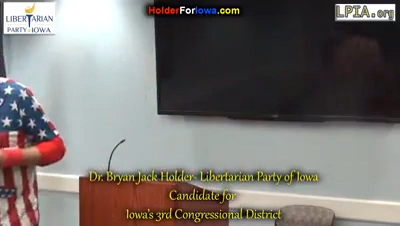 LIBERTARIAN
PARTY of IOWA
HolderForIowa.com
LPIA.org
Dr. Bryan Jack Holder- Libertarian Party of Iowa
Candidate for
Iowa's 3rd Congressional District